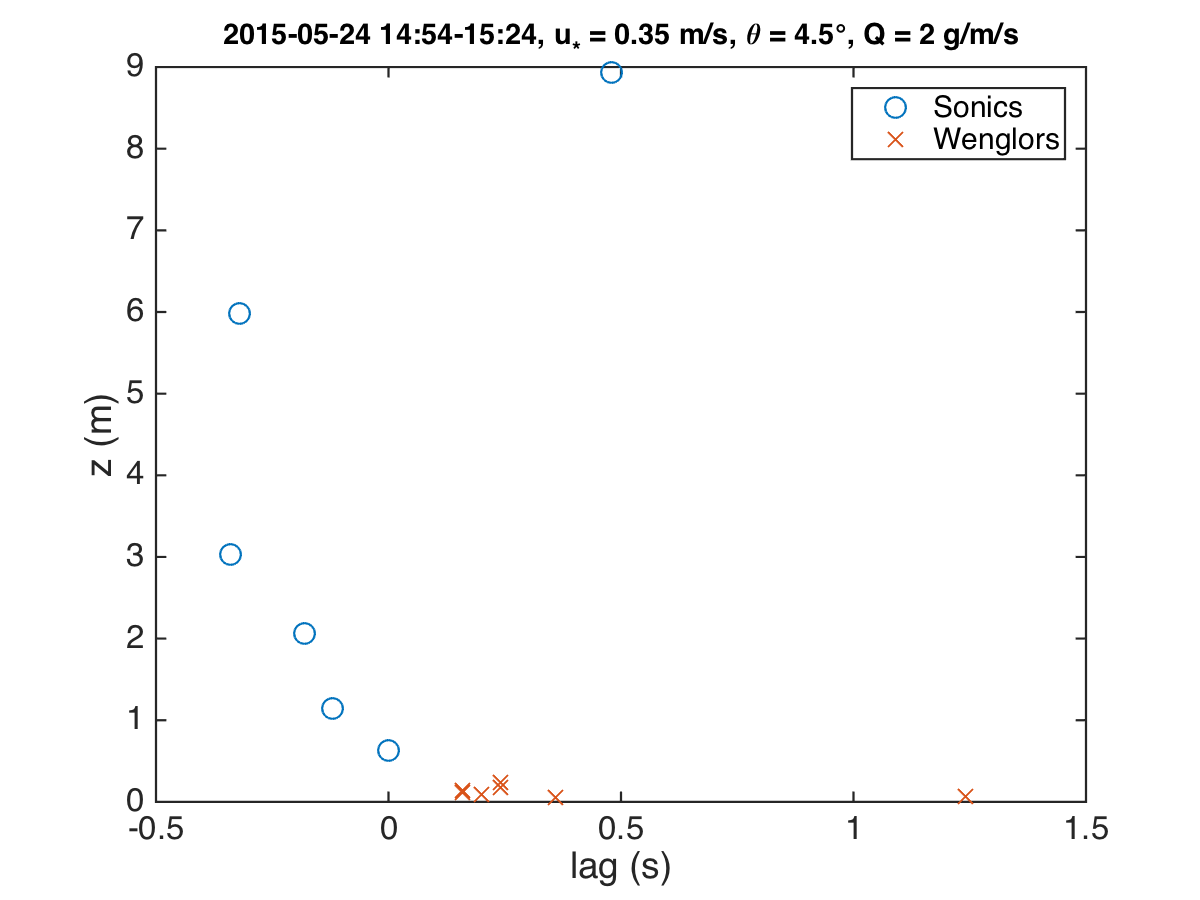 2015-05-24 14:54-15:24, u* = 0.35 m/s, θ = 4.5°, Q = 2 g/m/s
Sonics
Wenglors
9
8
7
6
5
4
3
2
1
0
z (m)
-0.5 0 0.5 1 1.5
lag (s)